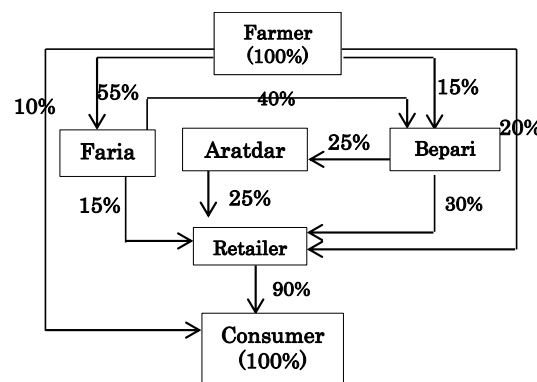 Farmer
(100%)
10%
55%
40%
15%
20%
Faria
Aratdar
25%
Bepari
15%
25%
30%
Retailer
90%
Consumer
(100%)